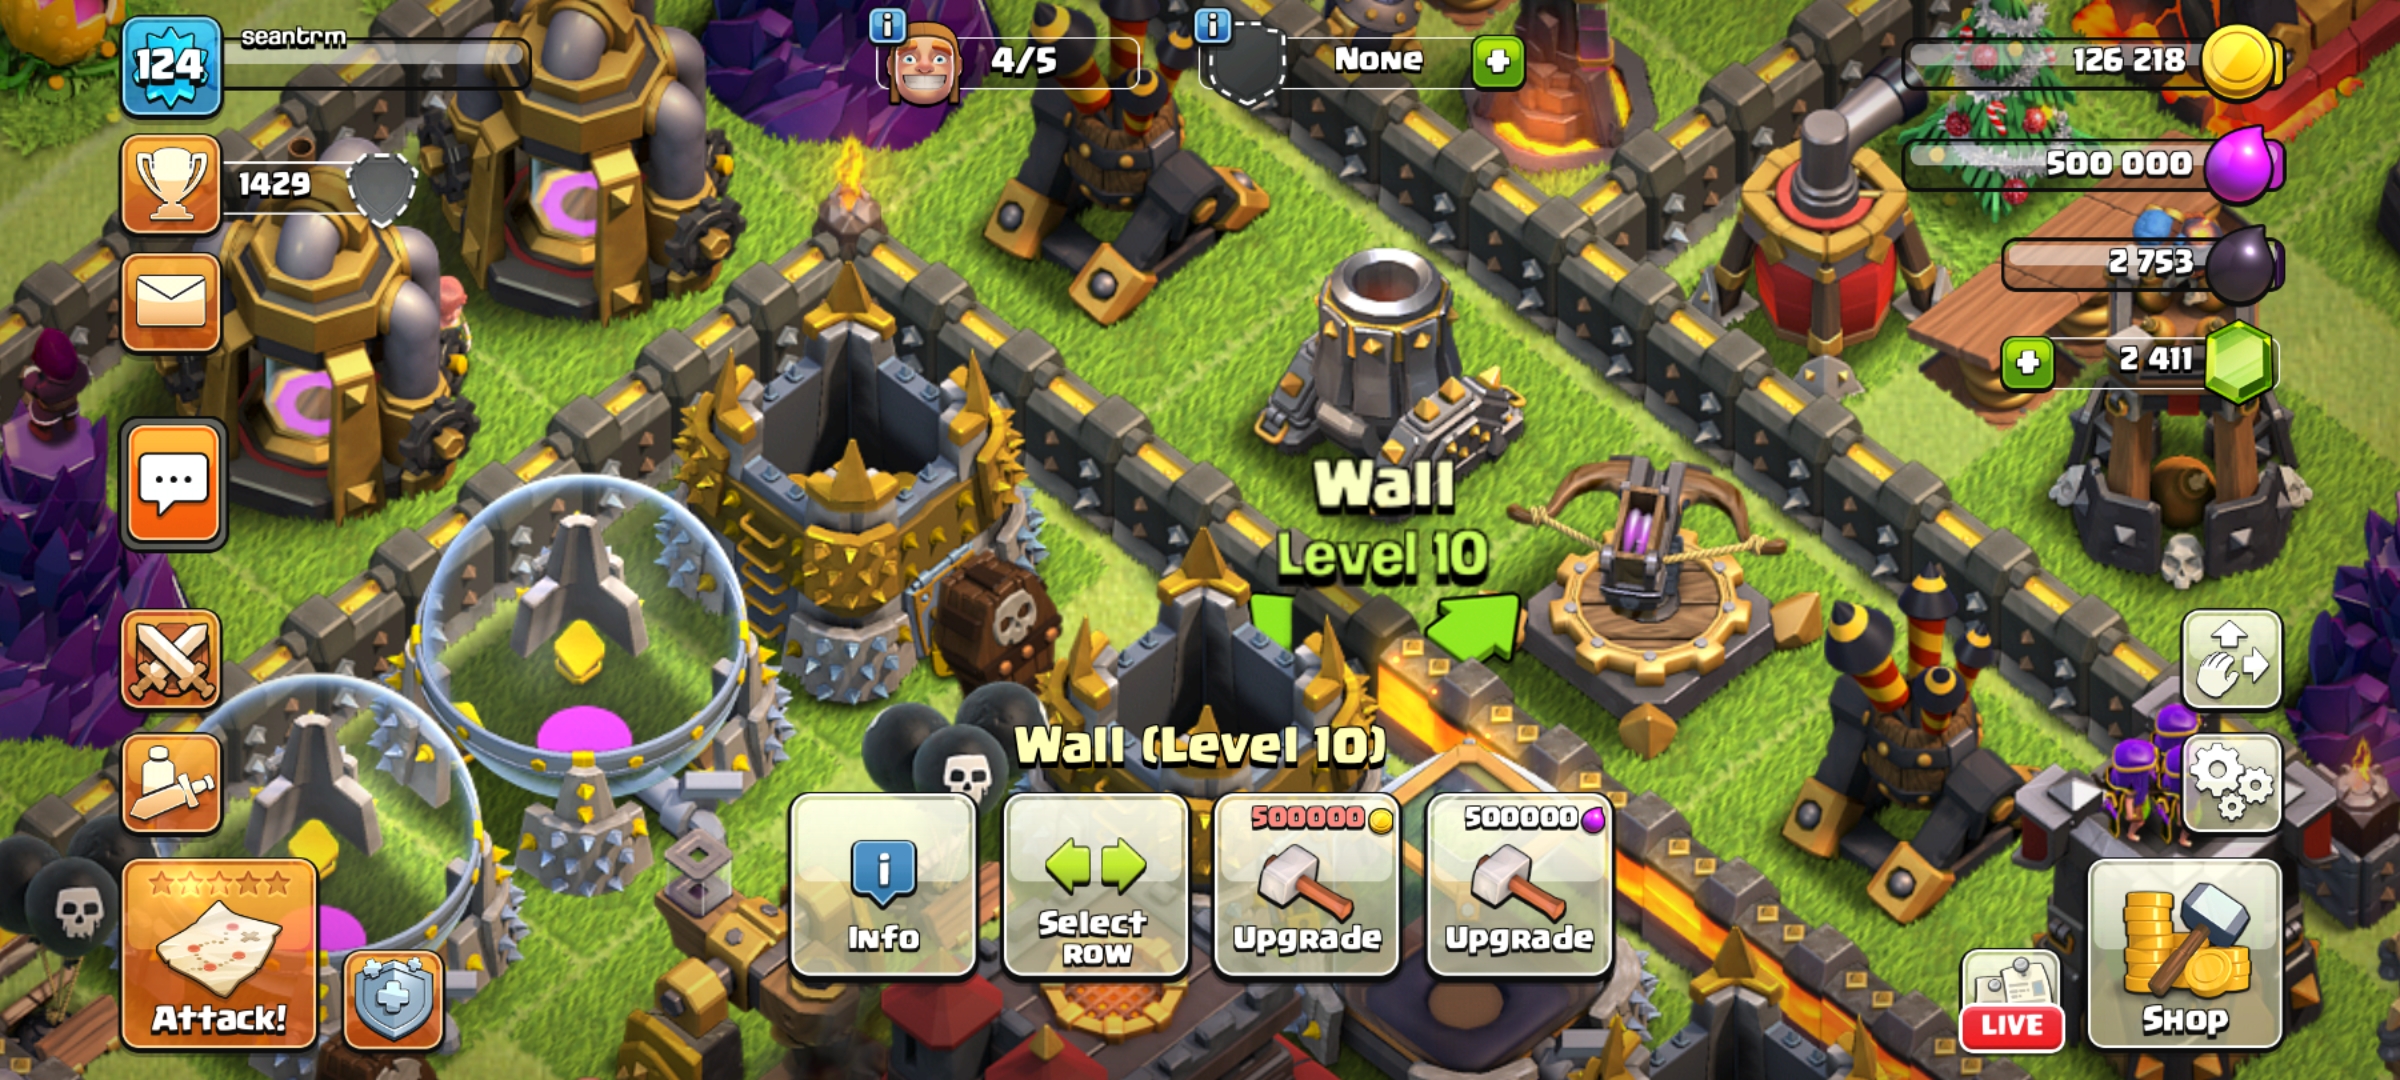 124
seantrm
4/5
None
126 218
1429
500 000
2 753
2 411
Wall
Level 10
Wall (Level 10)
Info
Select
Row
500000
Upgrade
500000
Upgrade
Attack!
LIVE
Shop